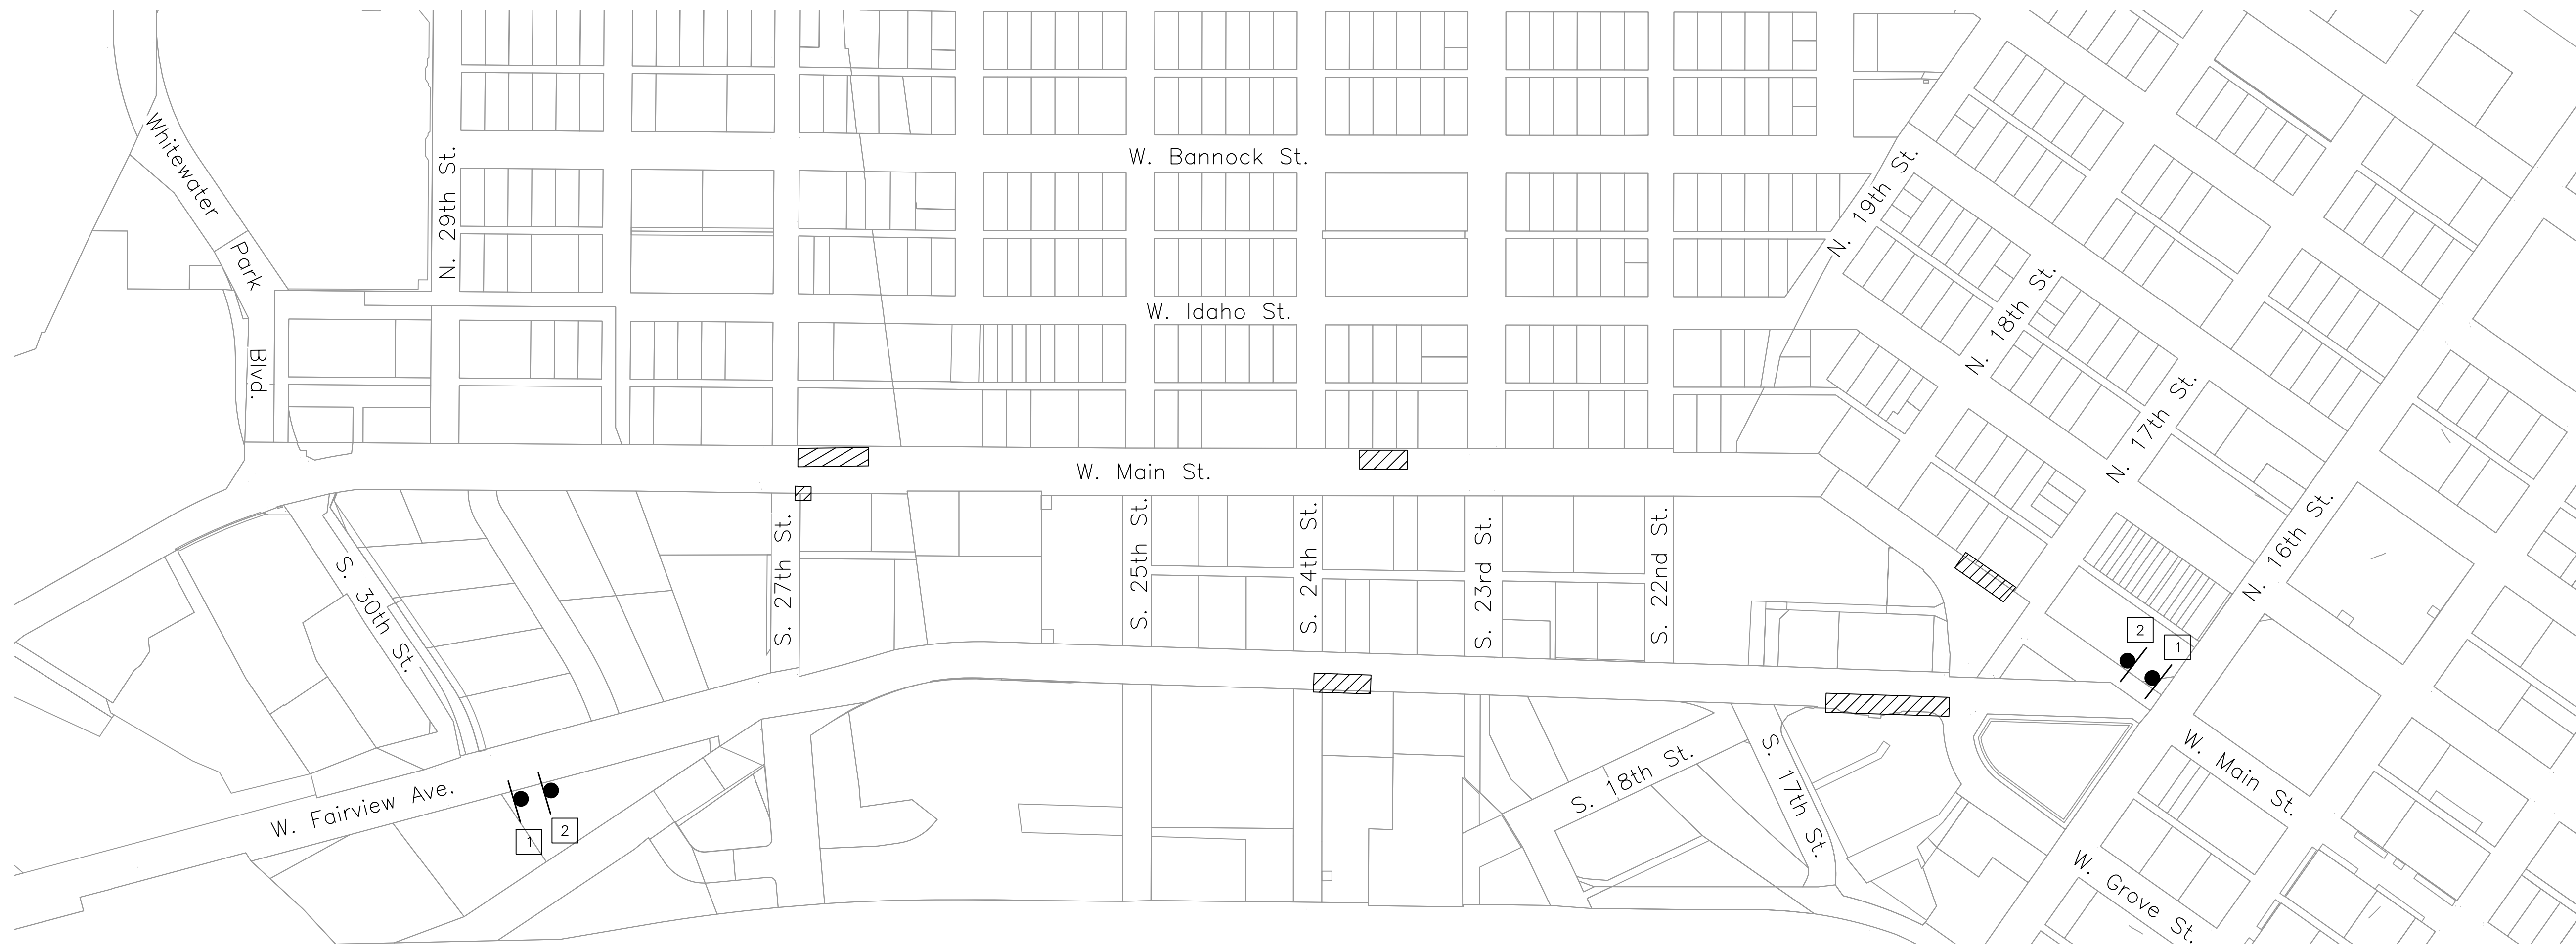 W. Bannock St.
Whitewater
Park
Blvd.
N. 29th St.
N. 19th St.
N. 18th St.
W. Idaho St.
N. 17th St.
W. Main St.
N. 16th St.
S. 30th St.
S. 27th St.
S. 25th St.
S. 24th St.
S. 23rd St.
S. 22nd St.
2
1
W. Fairview Ave.
1
2
S. 18th St.
S. 17th St.
W. Main St.
W. Grove St.